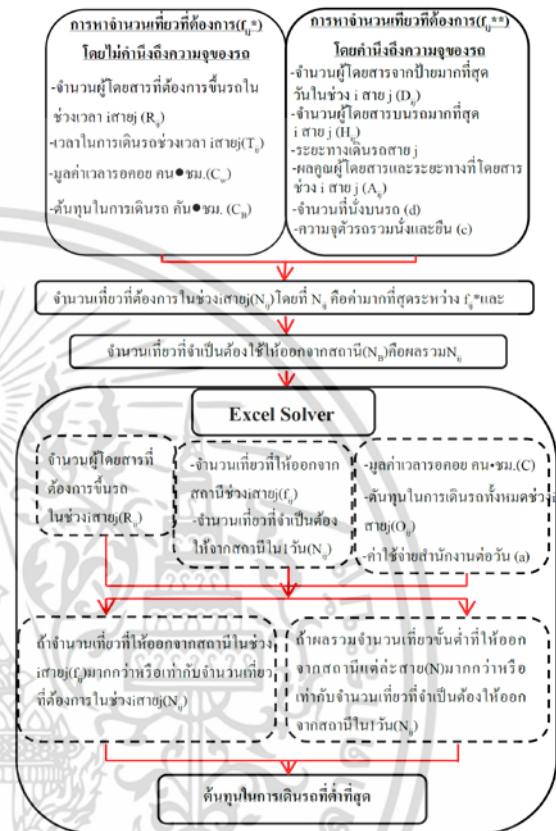 การหาจำนวนเที่ยวที่ต้องการ(fij*)
โดยไม่คำนึงถึงความจุของรถ
-จำนวนผู้โดยสารที่ต้องการขึ้นรถใน
ช่วงเวลา iสายj (Rij)
-เวลาในการเดินรถช่วงเวลา iสายj(Tij)
-มูลค่าเวลารอคอย คน●ชม.(Cw)
-ต้นทุนในการเดินรถ คัน●ชม. (CB)
การหาจำนวนเที่ยวที่ต้องการ(fij**)
โดยคำนึงถึงความจุของรถ
-จำนวนผู้โดยสารจากป้ายมากที่สุด
วันในช่วง i สาย j (Dij)
-จำนวนผู้โดยสารบนรถมากที่สุด
i สาย j (Hij)
-ระยะทางเดินรถสาย j
-ผลคูณผู้โดยสารและระยะทางที่โดยสาร
ช่วง i สาย j (Aij)
-จำนวนที่นั่งบนรถ (d)
-ความจุตัวรถรวมนั่งและยืน (c)
จำนวนเที่ยวที่ต้องการในช่วงiสายj(Nij)โดยที่ Nij คือค่ามากที่สุดระหว่าง fij*และ
จำนวนเที่ยวที่จำเป็นต้องใช้ให้ออกจากสถานี(NB)คือผลรวมNij
Excel Solver
จำนวนผู้โดยสารที่
ต้องการขึ้นรถ
ในช่วงiสายj(Rij)
-จำนวนเที่ยวที่ให้ออกจาก
สถานีช่วงiสายj(fij)
-จำนวนเที่ยวที่จำเป็นต้อง
ให้จากสถานีใน1วัน(Nij)
-มูลค่าเวลารอคอย คน•ชม.(C)
-ต้นทุนในการเดินรถทั้งหมดช่วงi
สายj(Oij)
-ค่าใช้จ่ายสำนักงานต่อวัน (a)
ถ้าจำนวนเที่ยวที่ให้ออกจากสถานีในช่วง
iสายj(fij)มากกว่าหรือเท่ากับจำนวนเที่ยว
ที่ต้องการในช่วงiสายj(Nij)
ถ้าผลรวมจำนวนเที่ยวขั้นต่ำที่ให้ออก
จากสถานีแต่ละสาย(N)มากกว่าหรือ
เท่ากับจำนวนเที่ยวที่จำเป็นต้องให้ออก
จากสถานีใน1วัน(Nij)
ต้นทุนในการเดินรถที่ต่ำที่สุด